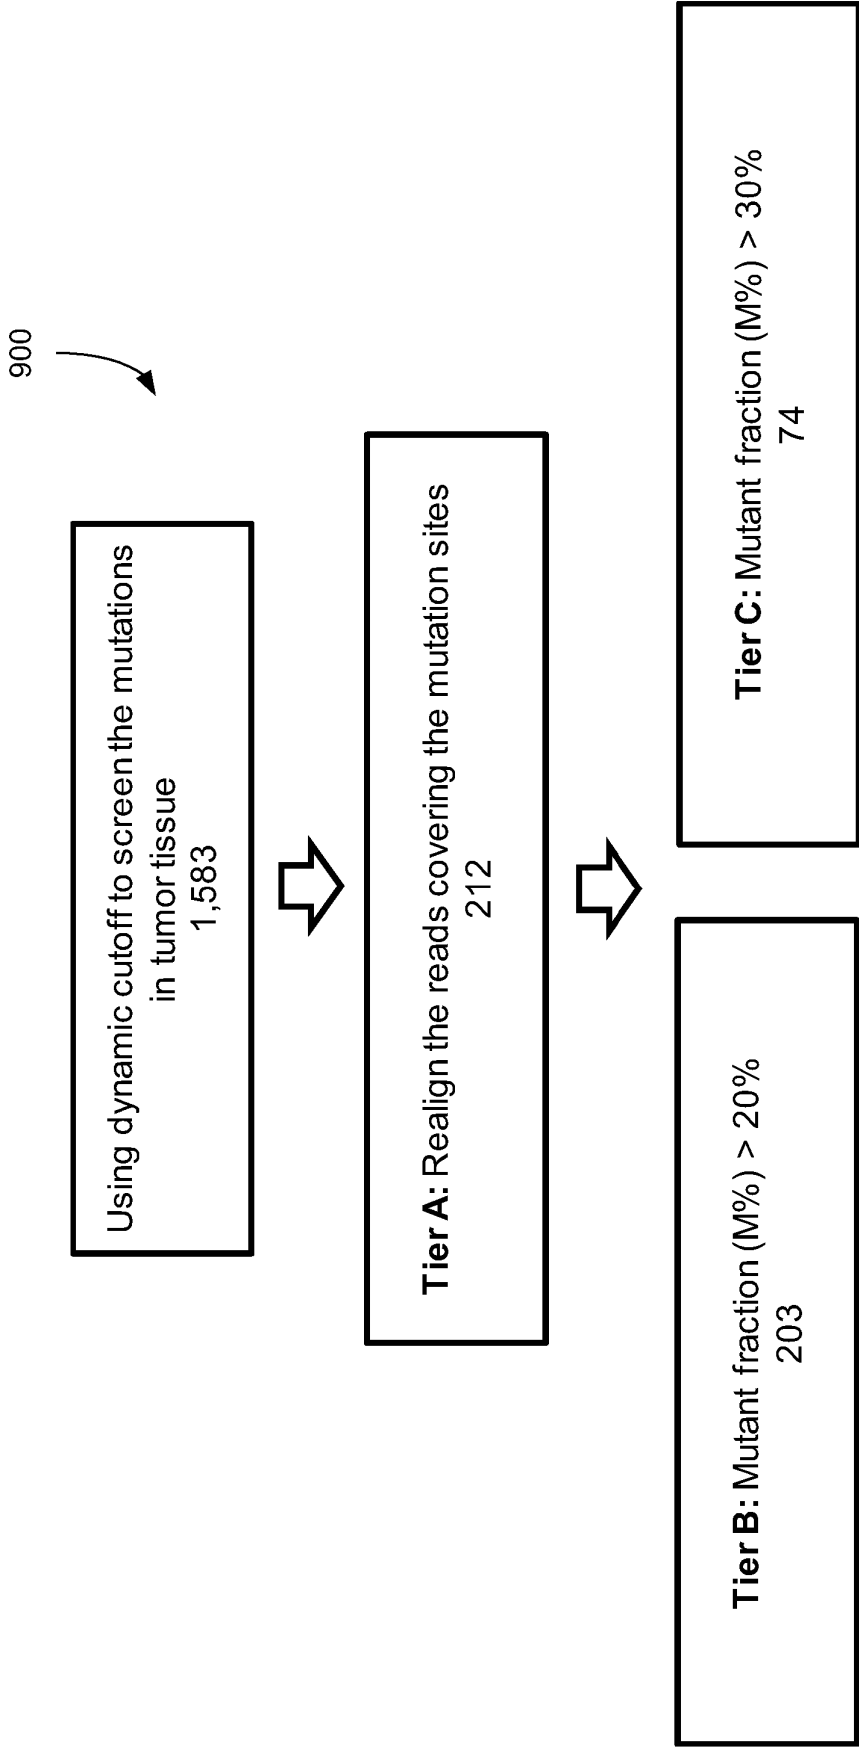 900
Using dynamic cutoff to screen the mutations
in tumor tissue
1,583
Tier A: Realign the reads covering the mutation sites
212
Tier B: Mutant fraction (M%) > 20%
203
Tier C: Mutant fraction (M%) > 30%
74